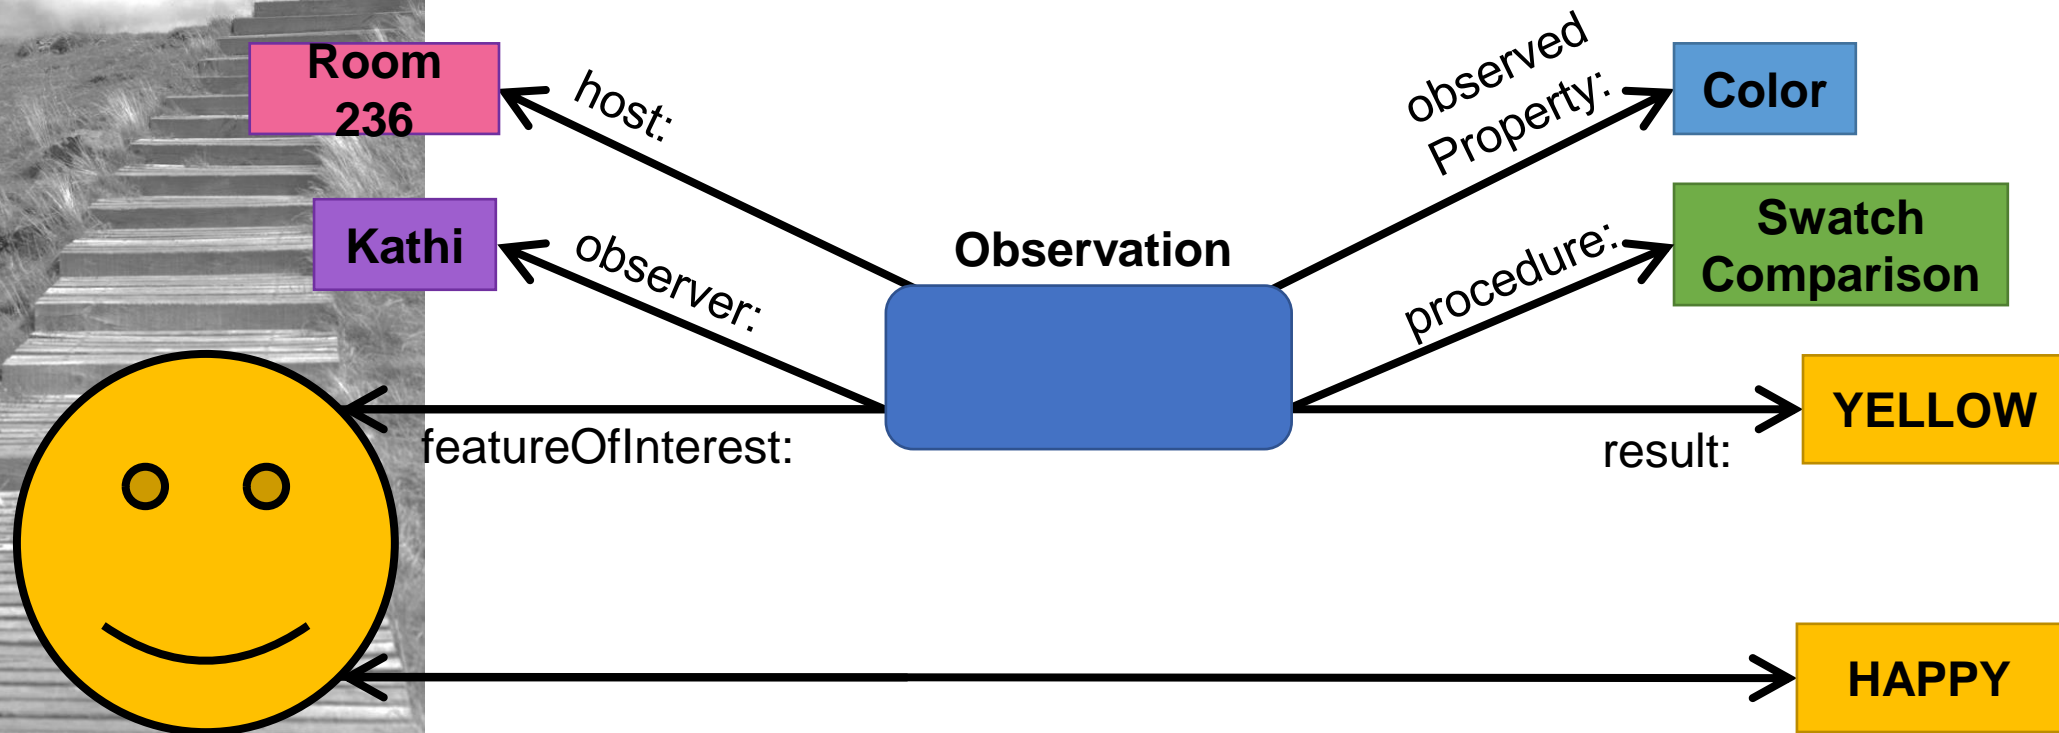 Room
236
host:
observed
Property:
Color
Kathi
observer:
Observation
procedure:
Swatch
Comparison
featureOfInterest:
result:
YELLOW
HAPPY